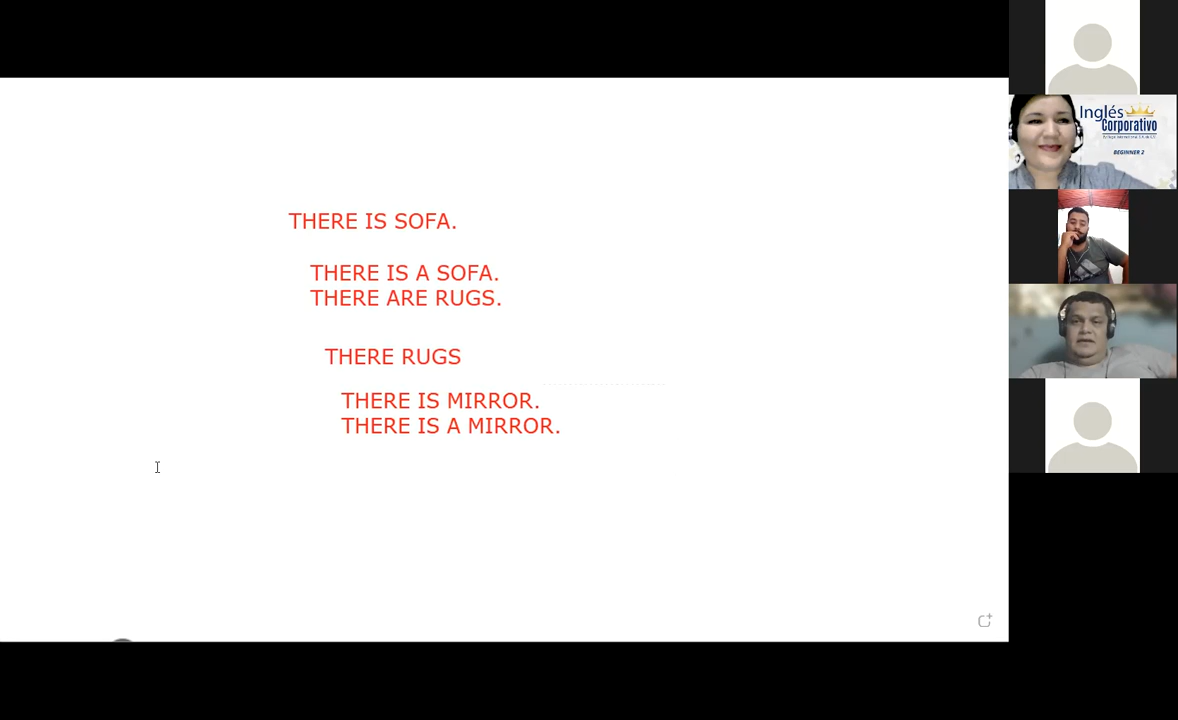 THERE IS SOFA.
THERE IS A SOFA.
THERE ARE RUGS.
THERE RUGS
THERE IS MIRROR.
THERE IS A MIRROR.
Inglés
Corporativo
BEGINNER 2